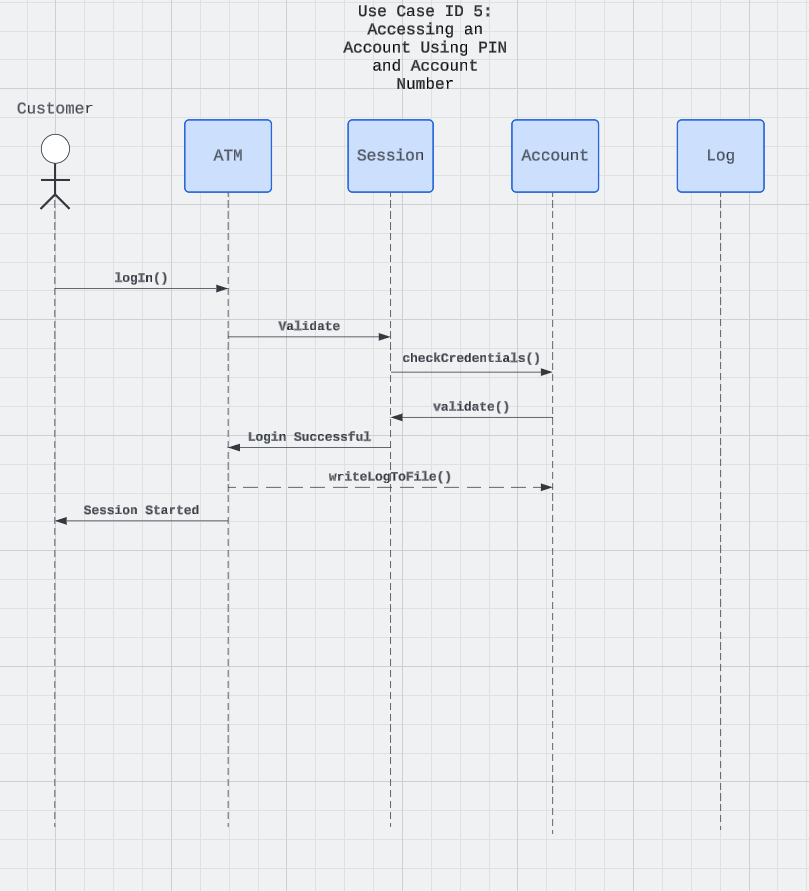 Use Case ID 5:
Accessing an
Account Using PIN
and Account
Number
Customer
ATM
Session
Account
Log
logIn()
Validate
checkCredentials()
validate()
Login Successful
writeLogToFile()
Session Started